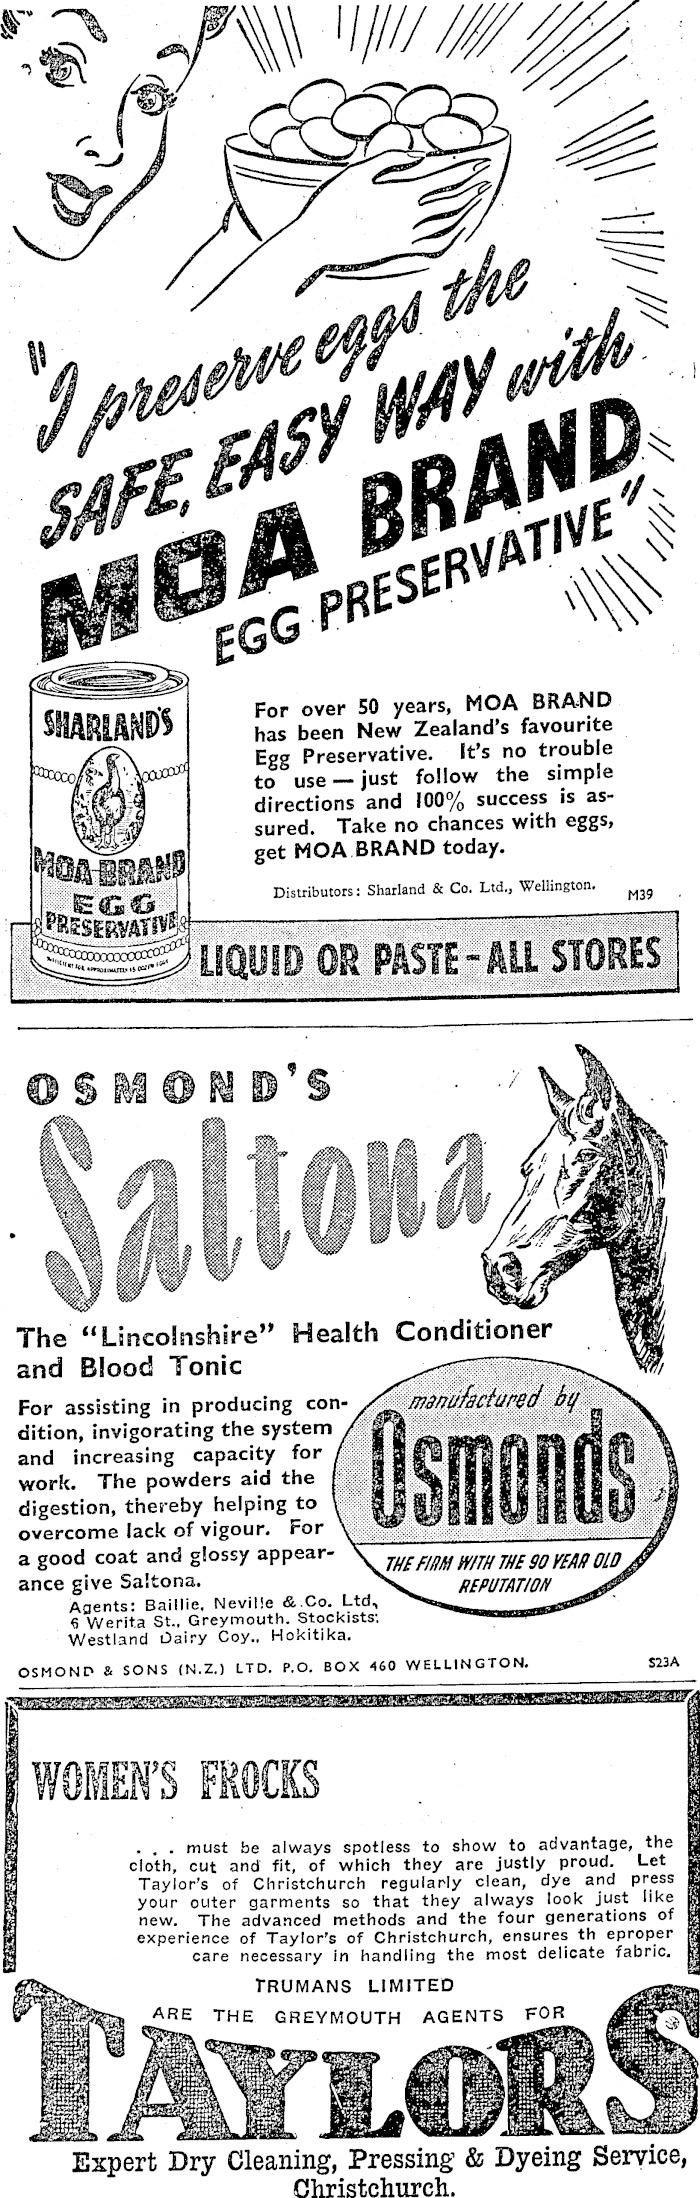 "I preserve eggs the
SAFE, EASY WAY with
MOA BRAND
EGG PRESERVATIVE"
SHARLAND'S
MOA BRAND
EGG
PRESERVATIVE
SUFFICIENT FOR APPROXIMATELY 15 DOZEN EGGS
For over 50 years, MOA BRAND
has been New Zealand's favourite
Egg Preservative. It's no trouble
to use — just follow the simple
directions and 100% success is as-
sured. Take no chances with eggs,
get MOA BRAND today.
Distributors: Sharland & Co. Ltd., Wellington.
M39
LIQUID OR PASTE - ALL STORES
OSMOND'S
Saltona
The "Lincolnshire" Health Conditioner
and Blood Tonic
For assisting in producing con-
dition, invigorating the system
and increasing capacity for
work. The powders aid the
digestion, thereby helping to
overcome lack of vigour. For
a good coat and glossy appear-
ance give Saltona.
manufactured by
Osmonds
THE FIRM WITH THE 90 YEAR OLD
REPUTATION
Agents: Baillie, Neville & Co. Ltd,
6 Werita St., Greymouth. Stockists:
Westland Dairy Coy., Hokitika.
OSMOND & SONS (N.Z.) LTD. P.O. BOX 460 WELLINGTON.
S23A
WOMEN'S FROCKS
. . . must be always spotless to show to advantage, the
cloth, cut and fit, of which they are justly proud. Let
Taylor's of Christchurch regularly clean, dye and press
your outer garments so that they always look just like
new. The advanced methods and the four generations of
experience of Taylor's of Christchurch, ensures th eproper
care necessary in handling the most delicate fabric.
TRUMANS LIMITED
ARE THE GREYMOUTH AGENTS FOR
TAYLORS
Expert Dry Cleaning, Pressing & Dyeing Service,
Christchurch.